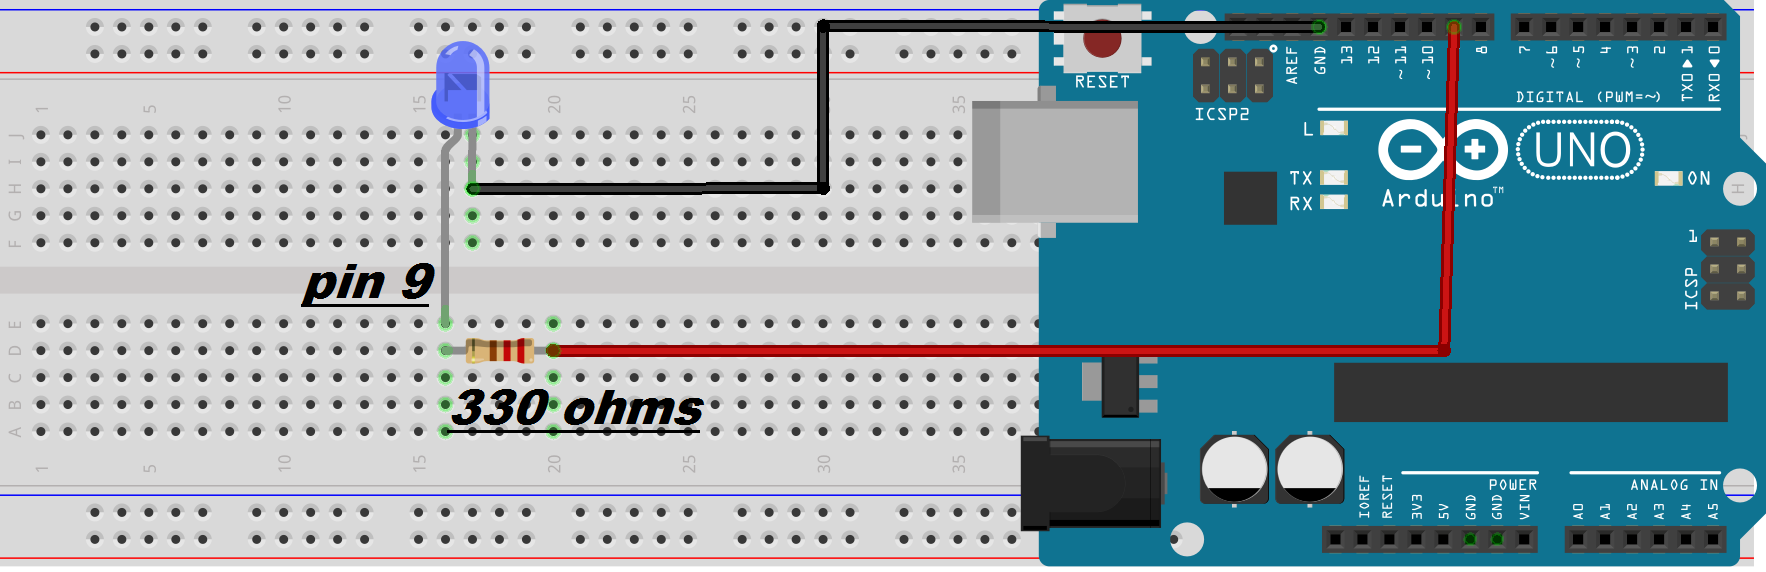 RESET
AREF GND 13 12 ~11 ~10 8 7 ~6 ~5 4 ~3 2 TX0▶1 RX0◀0
ICSP2
DIGITAL (PWM=~)
1 5 10 15 20 25 35
L
TX
RX
UNO
Arduino™
ON
J
I
H
G
F
H
1
ICSP
pin 9
E
D
C
B
A
330 ohms
1 5 10 15 20 25 30 35
POWER
ANALOG IN
IOREF RESET 3V3 5V GND GND VIN A0 A1 A2 A3 A4 A5